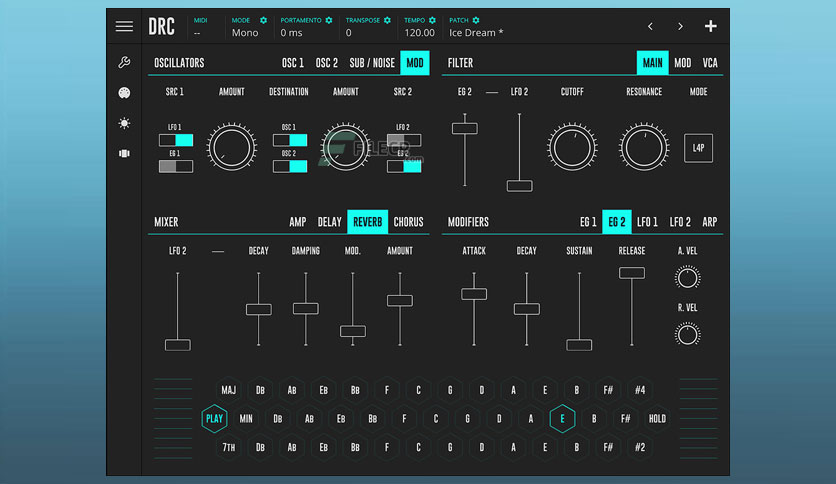 DRC
MIDI
--
MODE
Mono
PORTAMENTO
0 ms
TRANSPOSE
0
TEMPO
120.00
PATCH
Ice Dream *
OSCILLATORS OSC 1 OSC 2 SUB / NOISE MOD
SRC 1 AMOUNT DESTINATION AMOUNT SRC 2
LFO 1 OSC 1 LFO 2
EG 1 OSC 2 EG 2
FILECR
.com
FILTER MAIN MOD VCA
EG 2 LFO 2 CUTOFF RESONANCE MODE
L4P
MIXER AMP DELAY REVERB CHORUS
LFO 2 DECAY DAMPING MOD. AMOUNT
MODIFIERS EG 1 EG 2 LFO 1 LFO 2 ARP
ATTACK DECAY SUSTAIN RELEASE A. VEL
R. VEL
MAJ DB AB EB BB F C G D A E B F# #4
PLAY MIN DB AB EB BB F C G D A E B F# HOLD
7TH DB AB EB BB F C G D A E B F# #2